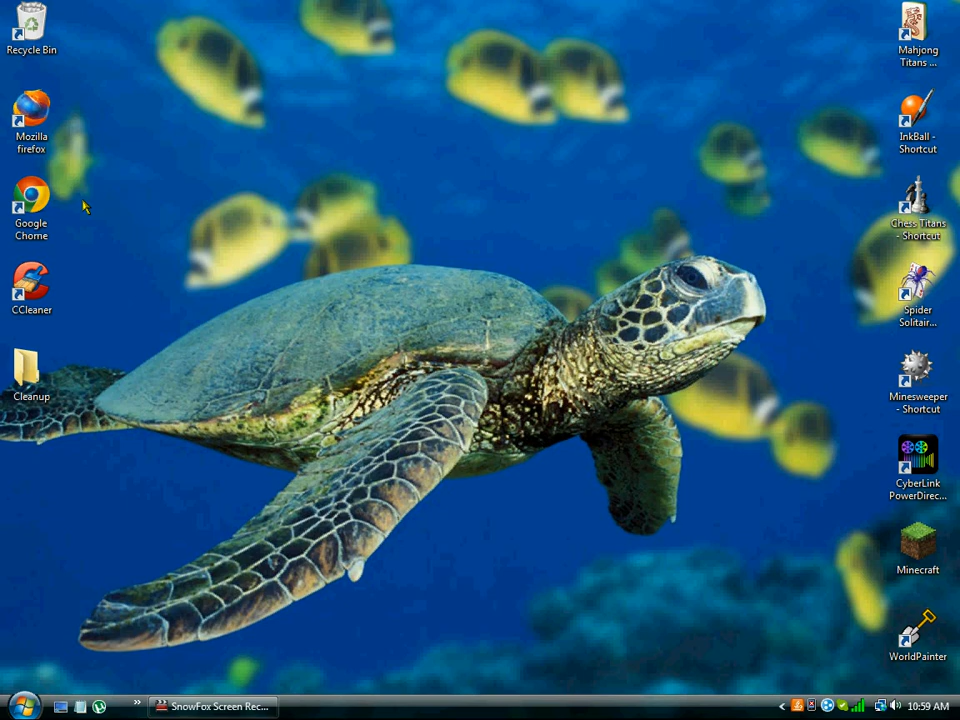 Recycle Bin
Mozilla
firefox
Google
Chorne
CCleaner
Cleanup
Mahjong
Titans ...
InkBall -
Shortcut
Chess Titans
- Shortcut
Spider
Solitair...
Minesweeper
- Shortcut
CyberLink
PowerDirec...
Minecraft
WorldPainter
SnowFox Screen Rec...
10:59 AM